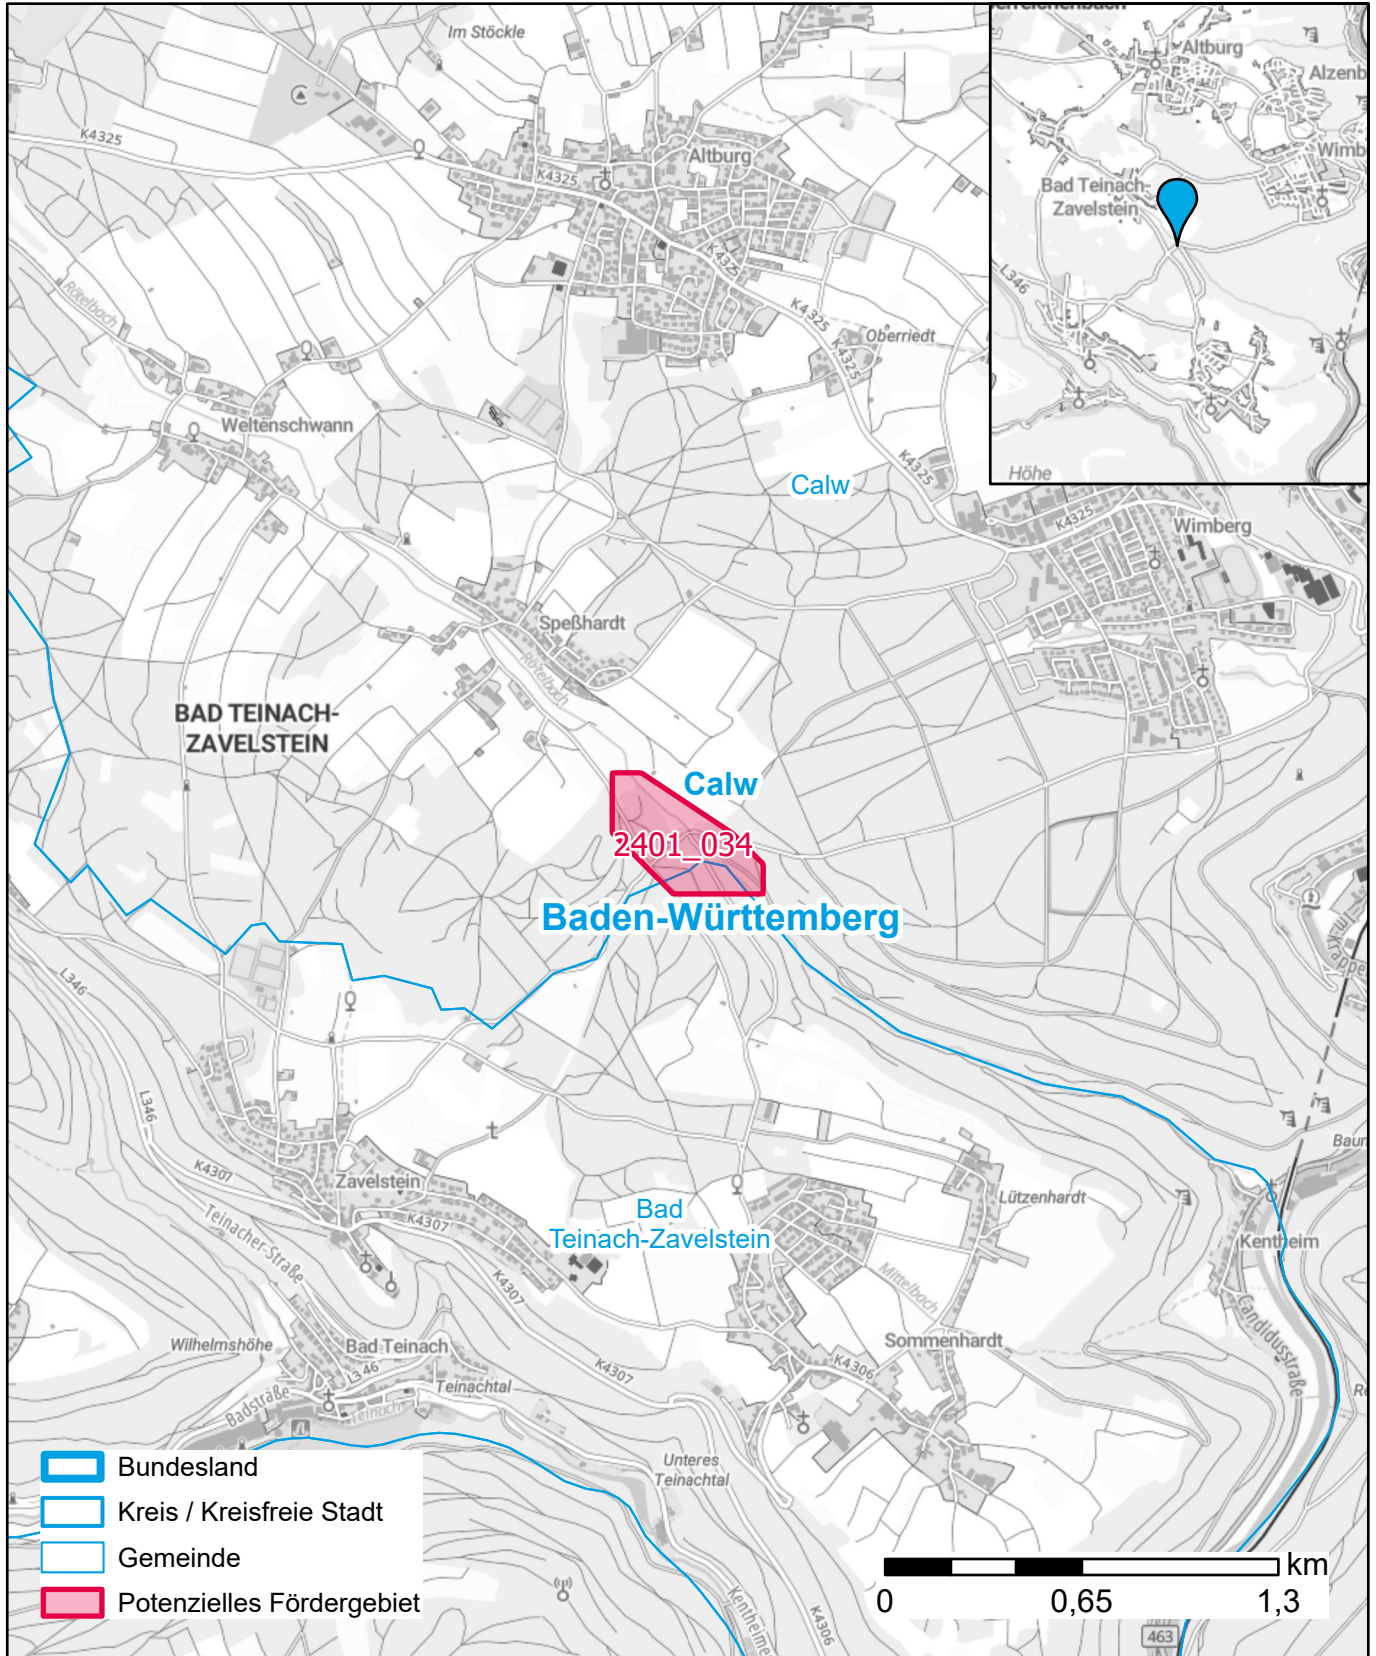 Im Stöckle
K4325
Altburg
K4325
K4325
K4325
K4325
Oberriedt
Rötelbach
Weltenschwann
Calw
K4325
K4325
Wimberg
Speßhardt
Rötelbach
BAD TEINACH-
ZAVELSTEIN
Calw
2401_034
Baden-Württemberg
L346
L346
Zavelstein
K4307
K4307
Teinacher-Straße
K4307
K4307
Bad
Teinach-Zavelstein
Lützenhardt
Kentheim
Candidusstraße
Mittelbach
Sommenhardt
K4306
Wilhelmshöhe
Bad Teinach
L346
Badstraße
Teinach
Teinachtal
Unteres
Teinachtal
K4306
463
Altburg
Bad Teinach-
Zavelstein
L346
Höhe
Bundesland
Kreis / Kreisfreie Stadt
Gemeinde
Potenzielles Fördergebiet
km
0 0,65 1,3